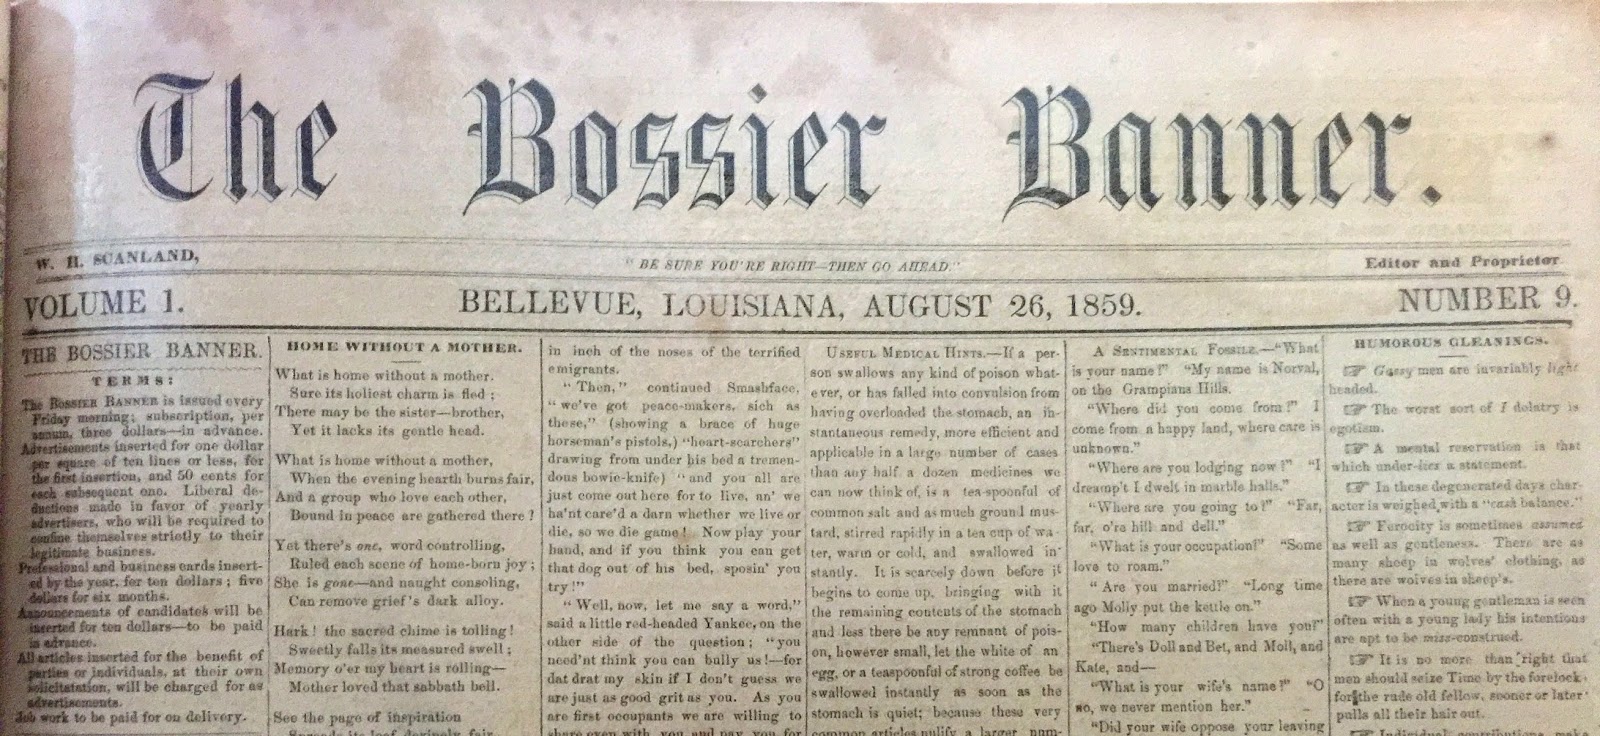 The Bossier Banner.
W. H. SCANLAND,
"BE SURE YOU'RE RIGHT—THEN GO AHEAD."
Editor and Proprietor
VOLUME 1.
BELLEVUE, LOUISIANA, AUGUST 26, 1859.
NUMBER 9.
THE BOSSIER BANNER.
TERMS:
The BOSSIER BANNER is issued every
Friday morning; subscription, per
annum, three dollars—in advance.
Advertisements inserted for one dollar
per square of ten lines or less, for
the first insertion, and 50 cents for
each subsequent one. Liberal de-
ductions made in favor of yearly
advertisers, who will be required to
confine themselves strictly to their
legitimate business.
Professional and business cards insert-
ed by the year, for ten dollars; five
dollars for six months.
Announcements of candidates will be
inserted for ten dollars—to be paid
in advance.
All articles inserted for the benefit of
parties or individuals, at their own
solicitatation, will be charged for as
advertisements.
Job work to be paid for on delivery.
HOME WITHOUT A MOTHER.
What is home without a mother.
Sure its holiest charm is fled;
There may be the sister—brother,
Yet it lacks its gentle head.
What is home without a mother,
When the evening hearth burns fair,
And a group who love each other,
Bound in peace are gathered there?
Yet there's one, word controlling,
Ruled each scene of home-born joy;
She is gone—and naught consoling,
Can remove grief's dark alloy.
Hark! the sacred chime is tolling!
Sweetly falls its measured swell;
Memory o'er my heart is rolling—
Mother loved that sabbath bell.
See the page of inspiration
in inch of the noses of the terrified
emigrants.
"Then," continued Smashface,
"we've got peace-makers, sich as
these," (showing a brace of huge
horseman's pistols,) "heart-scarchers"
drawing from under his bed a tremen-
dous bowie-knife) "and you all are
just come out here for to live, an' we
ha'nt care'd a darn whether we live or
die, so we die game! Now play your
hand, and if you think you can get
that dog out of his bed, sposin' you
try!"
"Well, now, let me say a word,"
said a little red-headed Yankee, on the
other side of the question; "you
need'nt think you can bully us!—for
dat drat my skin if I don't guess we
are just as good grit as you. As you
are first occupants we are willing to
share even with you and pay you for
USEFUL MEDICAL HINTS.—If a per-
son swallows any kind of poison what-
ever, or has fallen into convulsion from
having overloaded the stomach, an in-
stantaneous remedy, more efficient and
applicable in a large number of cases
than any half a dozen medicines we
can now think of, is a tea-spoonful of
common salt and as much ground mus-
tard, stirred rapidly in a tea cup of wa-
ter, warm or cold, and swallowed in-
stantly. It is scarcely down before it
begins to come up, bringing with it
the remaining contents of the stomach
and less there be any remnant of pois-
on, however small, let the white of an
egg, or a teaspoonful of strong coffee be
swallowed instantly as soon as the
stomach is quiet; because these very
common articles nulify a larger num-
A SENTIMENTAL FOSSILE.—"What
is your name?" "My name is Norval,
on the Grampians Hills.
"Where did you come from?" I
come from a happy land, where care is
unknown."
"Where are you lodging now?" "I
dreamp't I dwelt in marble halls."
"Where are you going to?" "Far,
far, o're hill and dell."
"What is your occupation?" "Some
love to roam."
"Are you married?" "Long time
ago Molly put the kettle on."
"How many children have you?"
"There's Doll and Bet, and Moll, and
Kate, and—
"What is your wife's name?" "O
no, we never mention her."
"Did your wife oppose your leaving
HUMOROUS GLEANINGS.
☞ Gassy men are invariably light
headed.
☞ The worst sort of I dolatry is
egotism.
☞ A mental reservation is that
which under-lies a statement.
☞ In these degenerated days char-
acter is weighed with a "cash balance."
☞ Ferocity is sometimes assumed
as well as gentleness. There are as
many sheep in wolves' clothing, as
there are wolves in sheep's.
☞ When a young gentleman is seen
often with a young lady his intentions
are apt to be miss-construed.
☞ It is no more than right that
men should seize Time by the forelock
for the rude old fellow, sooner or later
pulls all their hair out.
☞ Individual contributions make